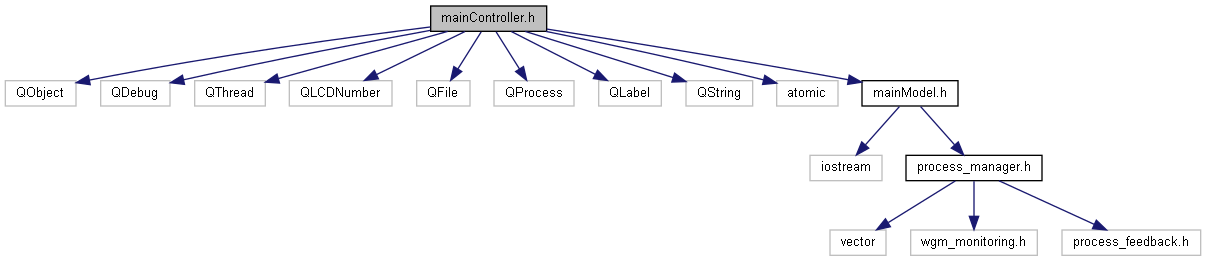 mainController.h
QObject
QDebug
QThread
QLCDNumber
QFile
QProcess
QLabel
QString
atomic
mainModel.h
iostream
process_manager.h
vector
wgm_monitoring.h
process_feedback.h